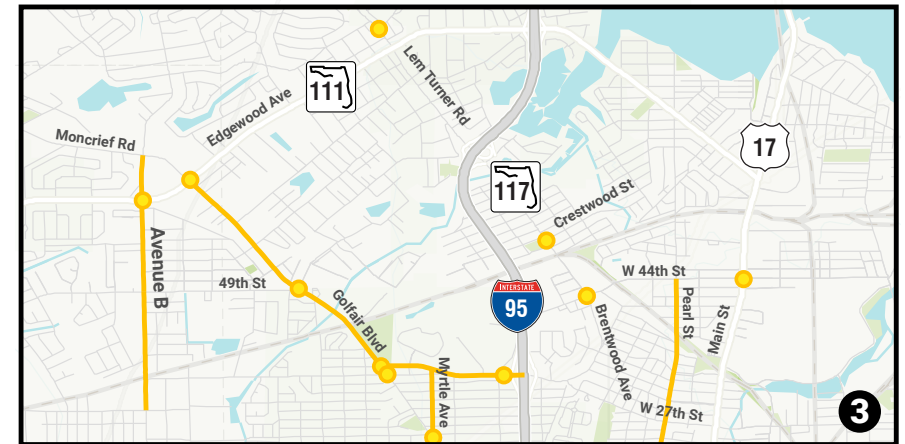 Lem Turner Rd
111
Edgewood Ave
Moncrief Rd
17
117
Crestwood St
Avenue B
49th St
W 44th St
INTERSTATE
95
Golfair Blvd
Pearl St
Main St
Brentwood Ave
Myrtle Ave
W 27th St
3